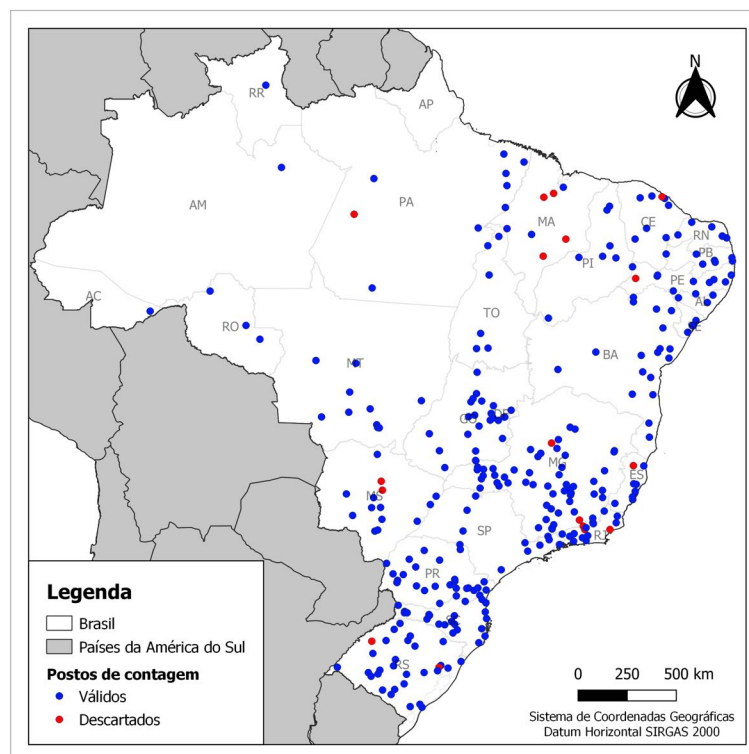 N
RR
AP
AM
PA
MA
CE
RN
PB
PI
PE
AC
AL
SE
TO
RO
BA
MT
GO
DF
MG
ES
MS
SP
RJ
PR
SC
RS
Legenda
Brasil
Países da América do Sul
Postos de contagem
Válidos
Descartados
0 250 500 km
Sistema de Coordenadas Geográficas
Datum Horizontal SIRGAS 2000